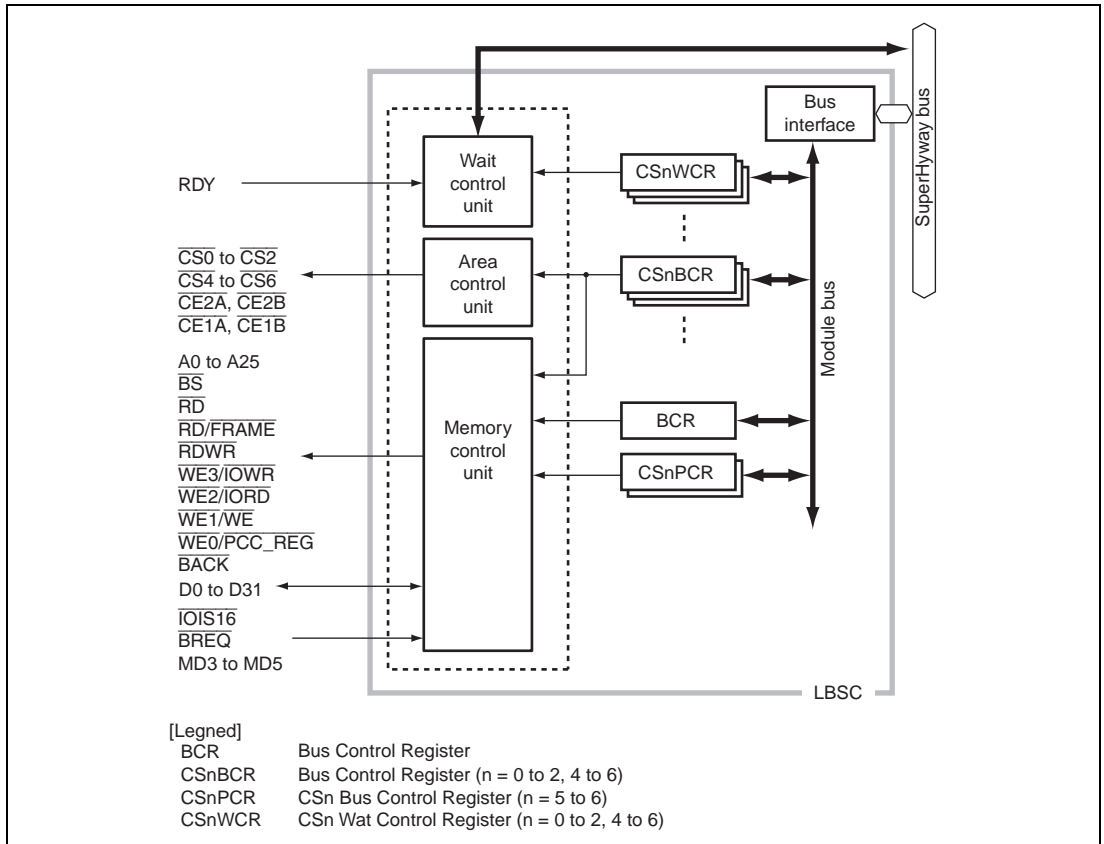 Bus
interface
SuperHyway bus
Wait
control
unit
CSnWCR
RDY
CS0 to CS2
CS4 to CS6
CE2A, CE2B
CE1A, CE1B
Area
control
unit
CSnBCR
Module bus
A0 to A25
BS
RD
RD/FRAME
RDWR
WE3/IOWR
WE2/IORD
WE1/WE
WE0/PCC_REG
BACK
D0 to D31
IOIS16
BREQ
MD3 to MD5
Memory
control
unit
BCR
CSnPCR
LBSC
[Legned]
BCR Bus Control Register
CSnBCR Bus Control Register (n = 0 to 2, 4 to 6)
CSnPCR CSn Bus Control Register (n = 5 to 6)
CSnWCR CSn Wat Control Register (n = 0 to 2, 4 to 6)